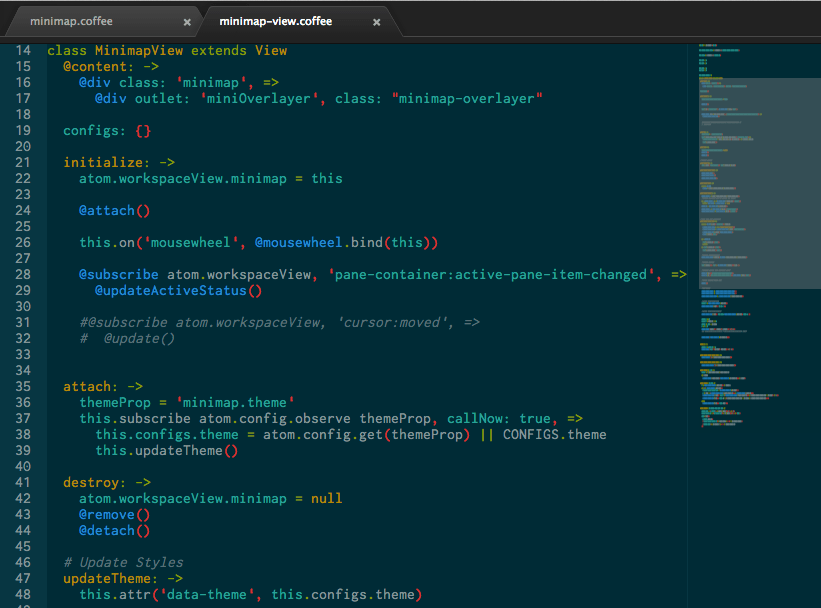 minimap.coffee × minimap-view.coffee ×
14 class MinimapView extends View
15   @content: ->
16     @div class: 'minimap', =>
17       @div outlet: 'miniOverlayer', class: "minimap-overlayer"
18
19   configs: {}
20
21   initialize: ->
22     atom.workspaceView.minimap = this
23
24     @attach()
25
26     this.on('mousewheel', @mousewheel.bind(this))
27
28     @subscribe atom.workspaceView, 'pane-container:active-pane-item-changed', =>
29       @updateActiveStatus()
30
31     #@subscribe atom.workspaceView, 'cursor:moved', =>
32     #  @update()
33
34
35   attach: ->
36     themeProp = 'minimap.theme'
37     this.subscribe atom.config.observe themeProp, callNow: true, =>
38       this.configs.theme = atom.config.get(themeProp) || CONFIGS.theme
39       this.updateTheme()
40
41   destroy: ->
42     atom.workspaceView.minimap = null
43     @remove()
44     @detach()
45
46   # Update Styles
47   updateTheme: ->
48     this.attr('data-theme', this.configs.theme)